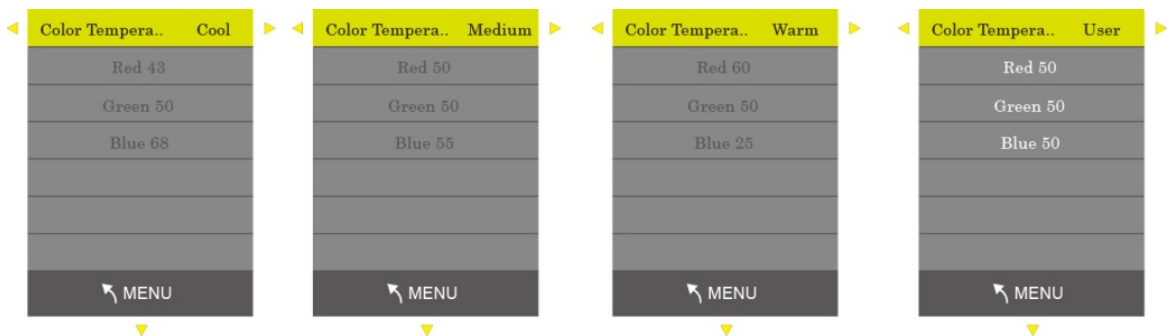 Color Tempera.. Cool
Red 43
Green 50
Blue 68
MENU
Color Tempera.. Medium
Red 50
Green 50
Blue 55
MENU
Color Tempera.. Warm
Red 60
Green 50
Blue 25
MENU
Color Tempera.. User
Red 50
Green 50
Blue 50
MENU